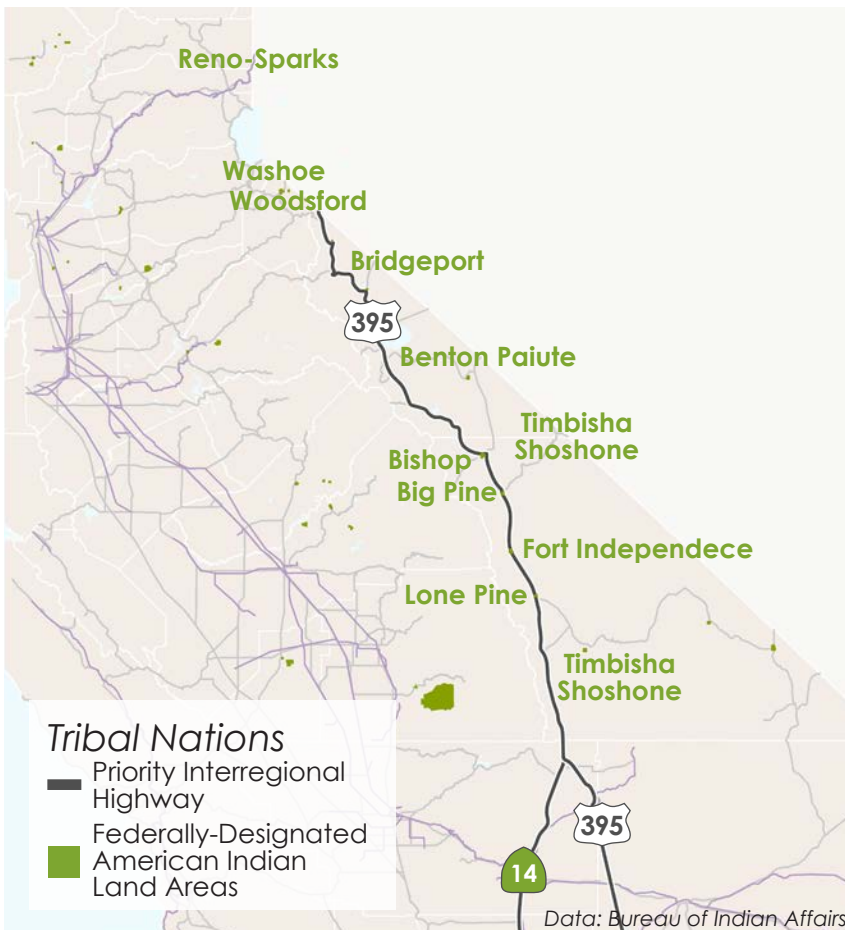 Reno-Sparks
Washoe
Woodsford
Bridgeport
395
Benton Paiute
Timbisha
Shoshone
Bishop
Big Pine
Fort Independece
Lone Pine
Timbisha
Shoshone
Tribal Nations
Priority Interregional
Highway
Federally-Designated
American Indian
Land Areas
395
14
Data: Bureau of Indian Affairs